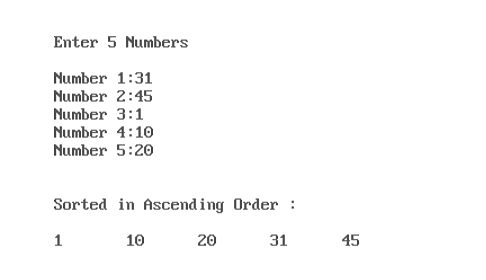 Enter 5 Numbers
Number 1:31
Number 2:45
Number 3:1
Number 4:10
Number 5:20
Sorted in Ascending Order :
1 10 20 31 45